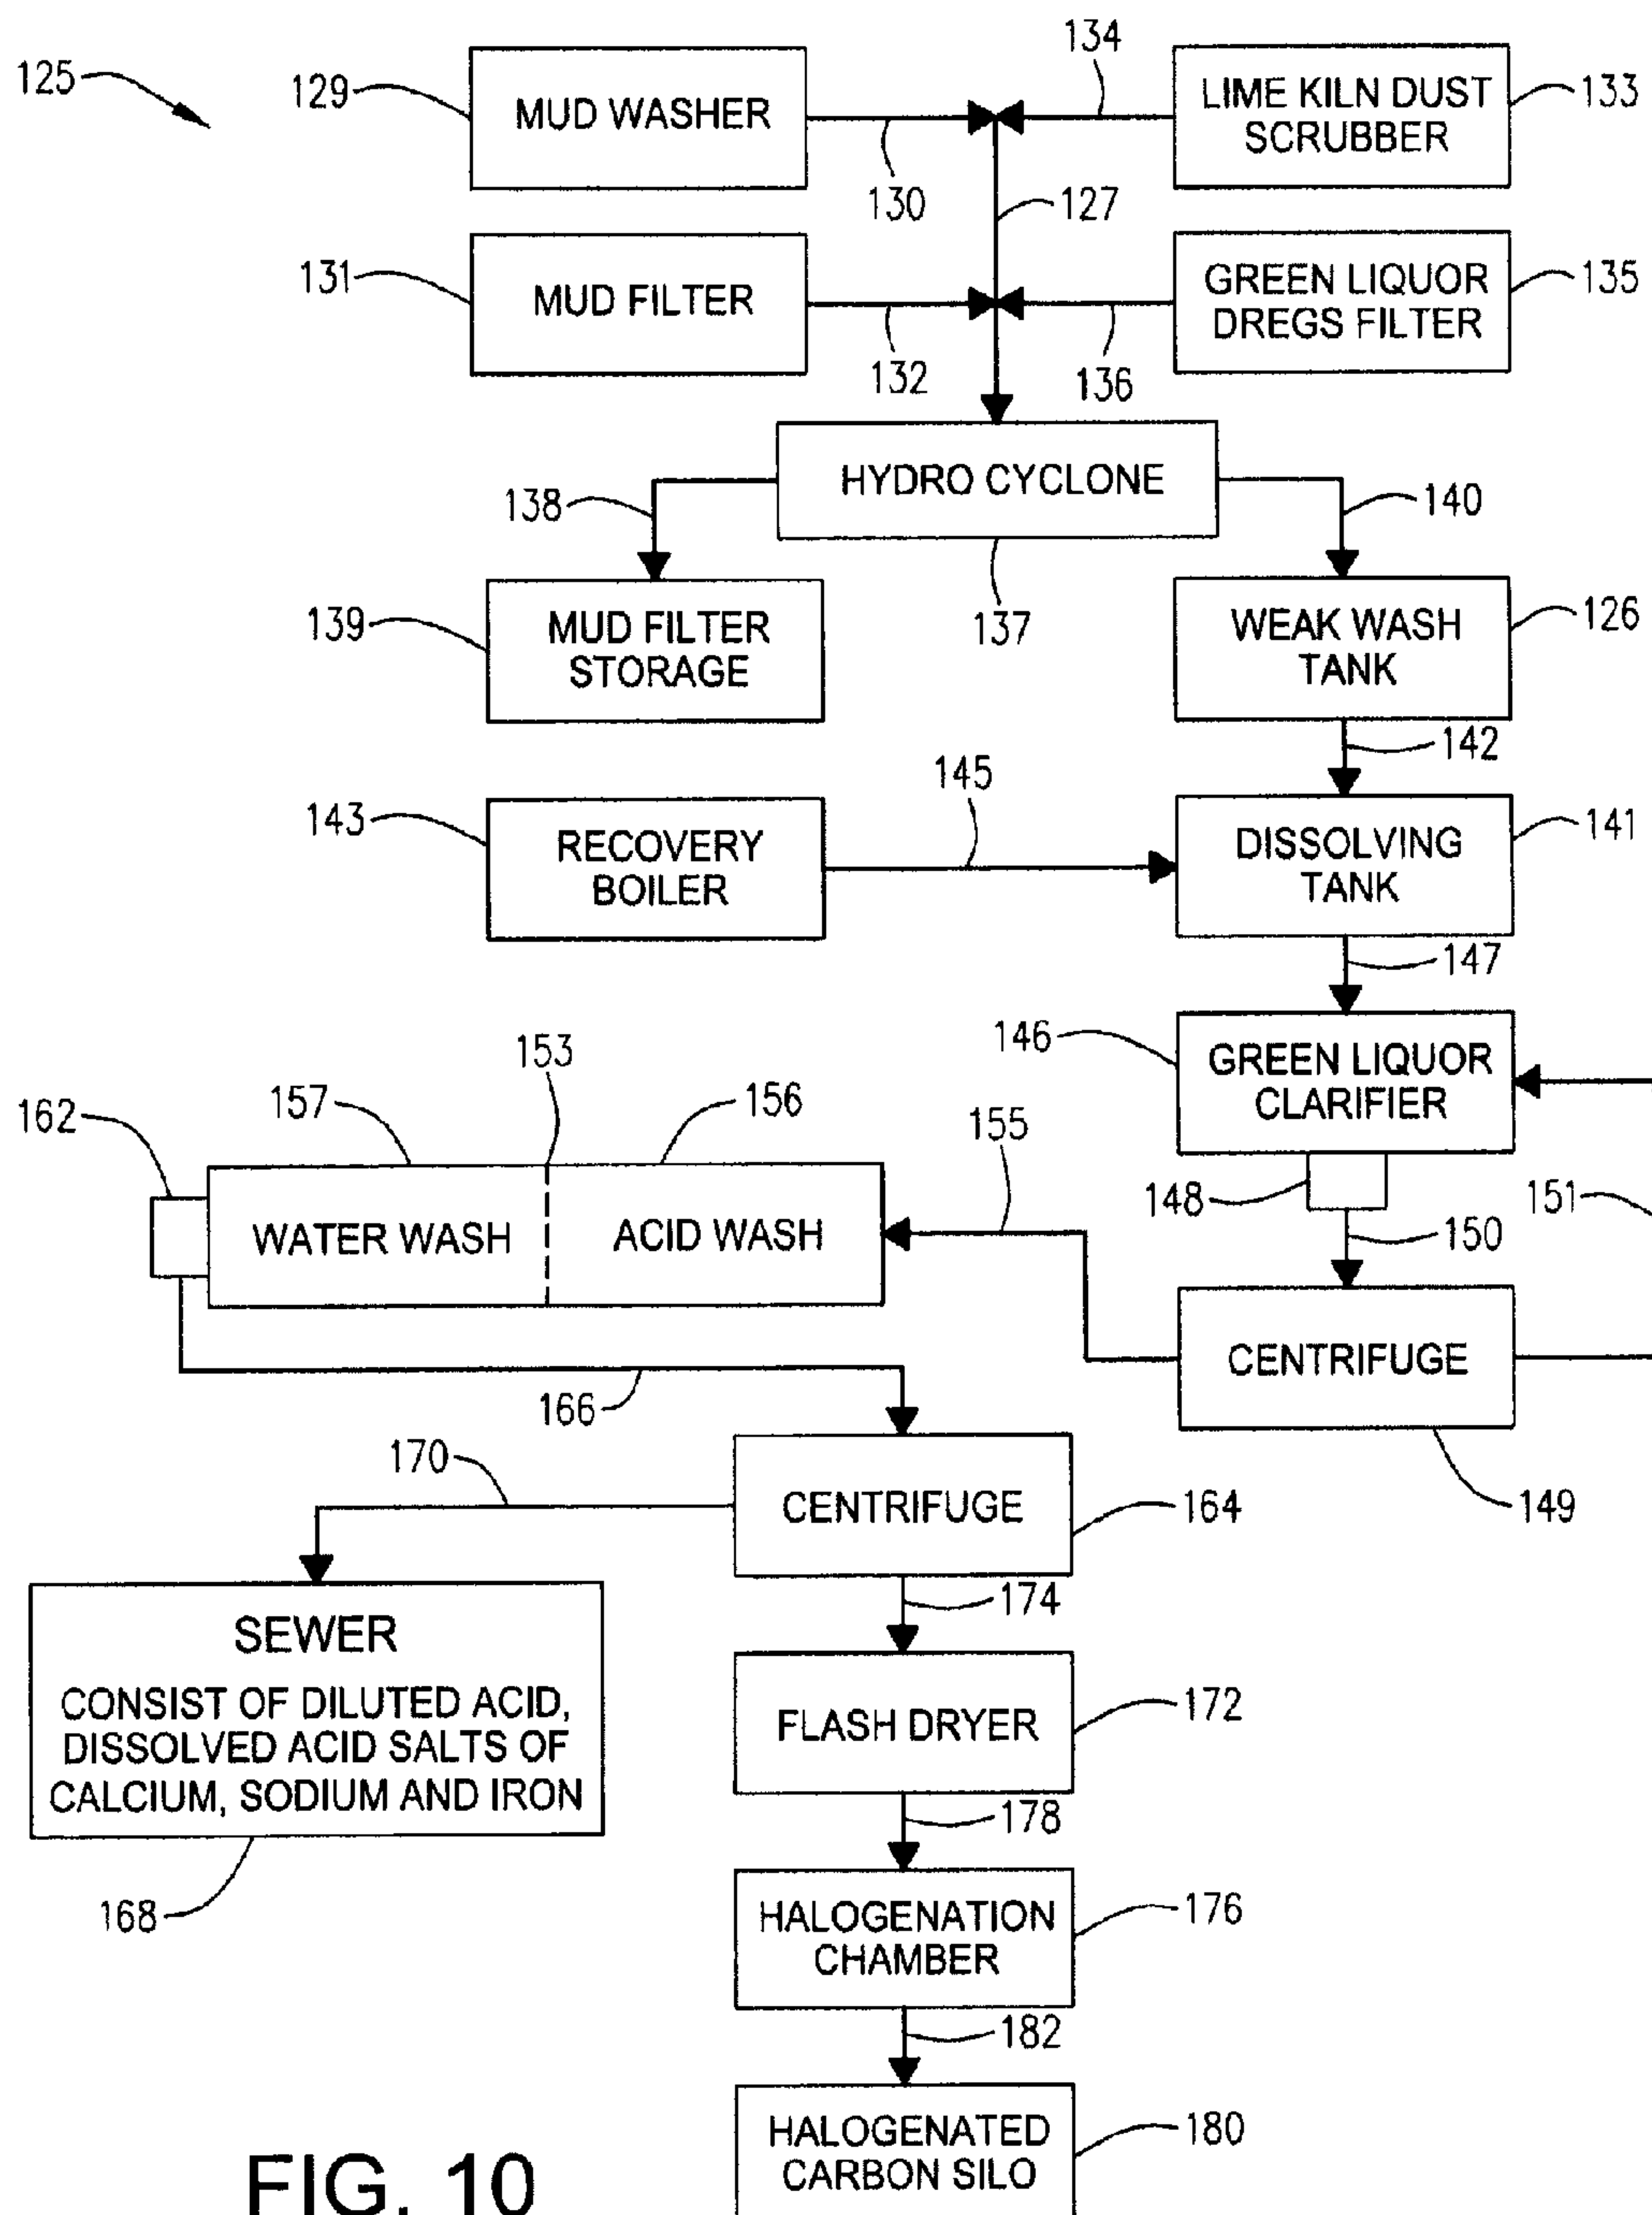 134
125
129
MUD WASHER
LIME KILN DUST
SCRUBBER
133
130
127
131
MUD FILTER
GREEN LIQUOR
DREGS FILTER
135
132
136
HYDRO CYCLONE
138
140
137
139
MUD FILTER
STORAGE
WEAK WASH
TANK
126
142
145
143
RECOVERY
BOILER
DISSOLVING
TANK
141
147
146
GREEN LIQUOR
CLARIFIER
153
162
157
156
155
148
151
150
WATER WASH
ACID WASH
CENTRIFUGE
149
166
170
CENTRIFUGE
164
174
SEWER
CONSIST OF DILUTED ACID,
DISSOLVED ACID SALTS OF
CALCIUM, SODIUM AND IRON
168
FLASH DRYER
172
178
HALOGENATION
CHAMBER
176
182
HALOGENATED
CARBON SILO
180
FIG. 10